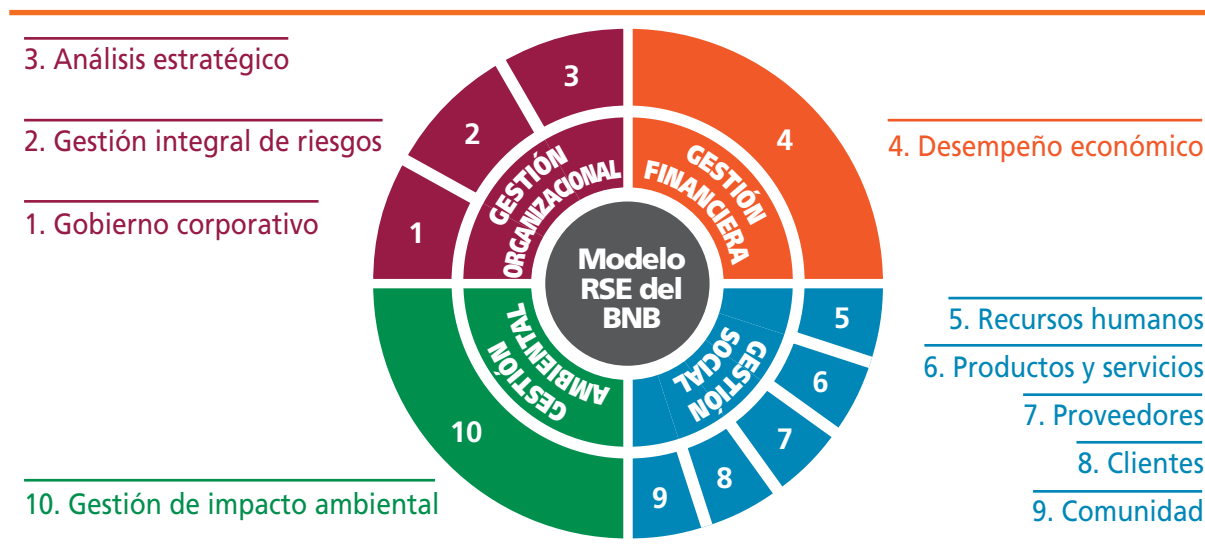 3. Análisis estratégico
2. Gestión integral de riesgos
1. Gobierno corporativo
10. Gestión de impacto ambiental
3
2
1
GESTIÓN
ORGANIZACIONAL
4
GESTIÓN
FINANCIERA
Modelo
RSE del
BNB
GESTIÓN
AMBIENTAL
10
GESTIÓN
SOCIAL
5
6
7
8
9
4. Desempeño económico
5. Recursos humanos
6. Productos y servicios
7. Proveedores
8. Clientes
9. Comunidad